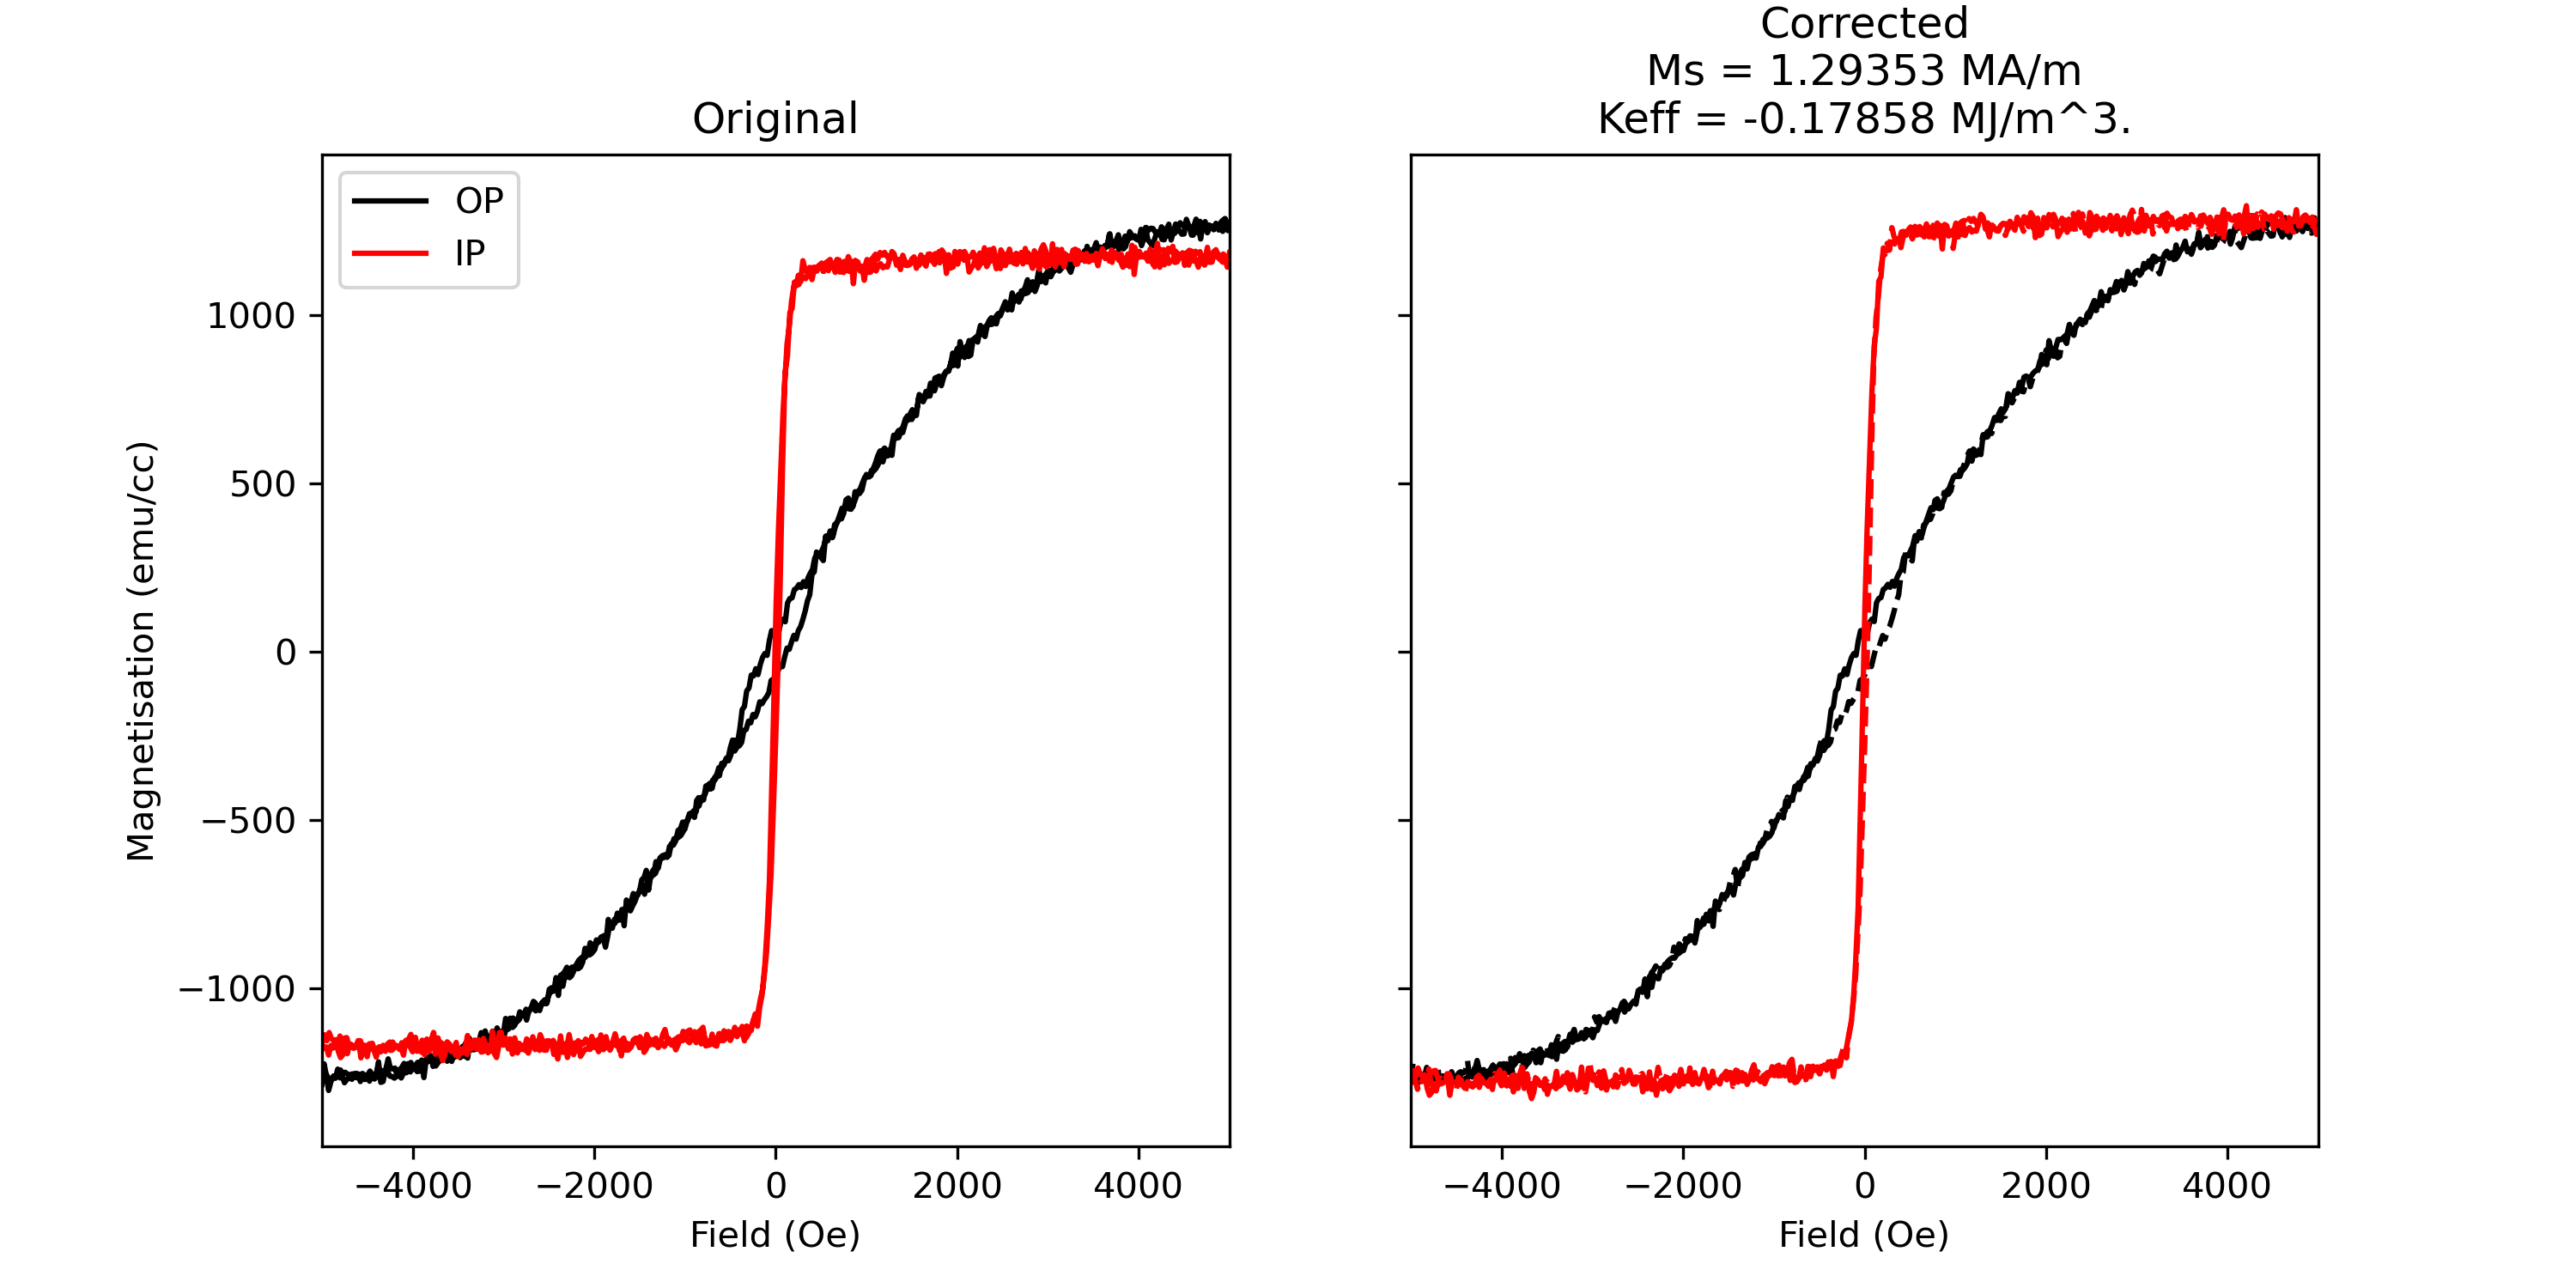 Original
OP
IP
1000
500
0
−500
−1000
Magnetisation (emu/cc)
−4000 −2000 0 2000 4000
Field (Oe)
Corrected
Ms = 1.29353 MA/m
Keff = -0.17858 MJ/m^3.
−4000 −2000 0 2000 4000
Field (Oe)